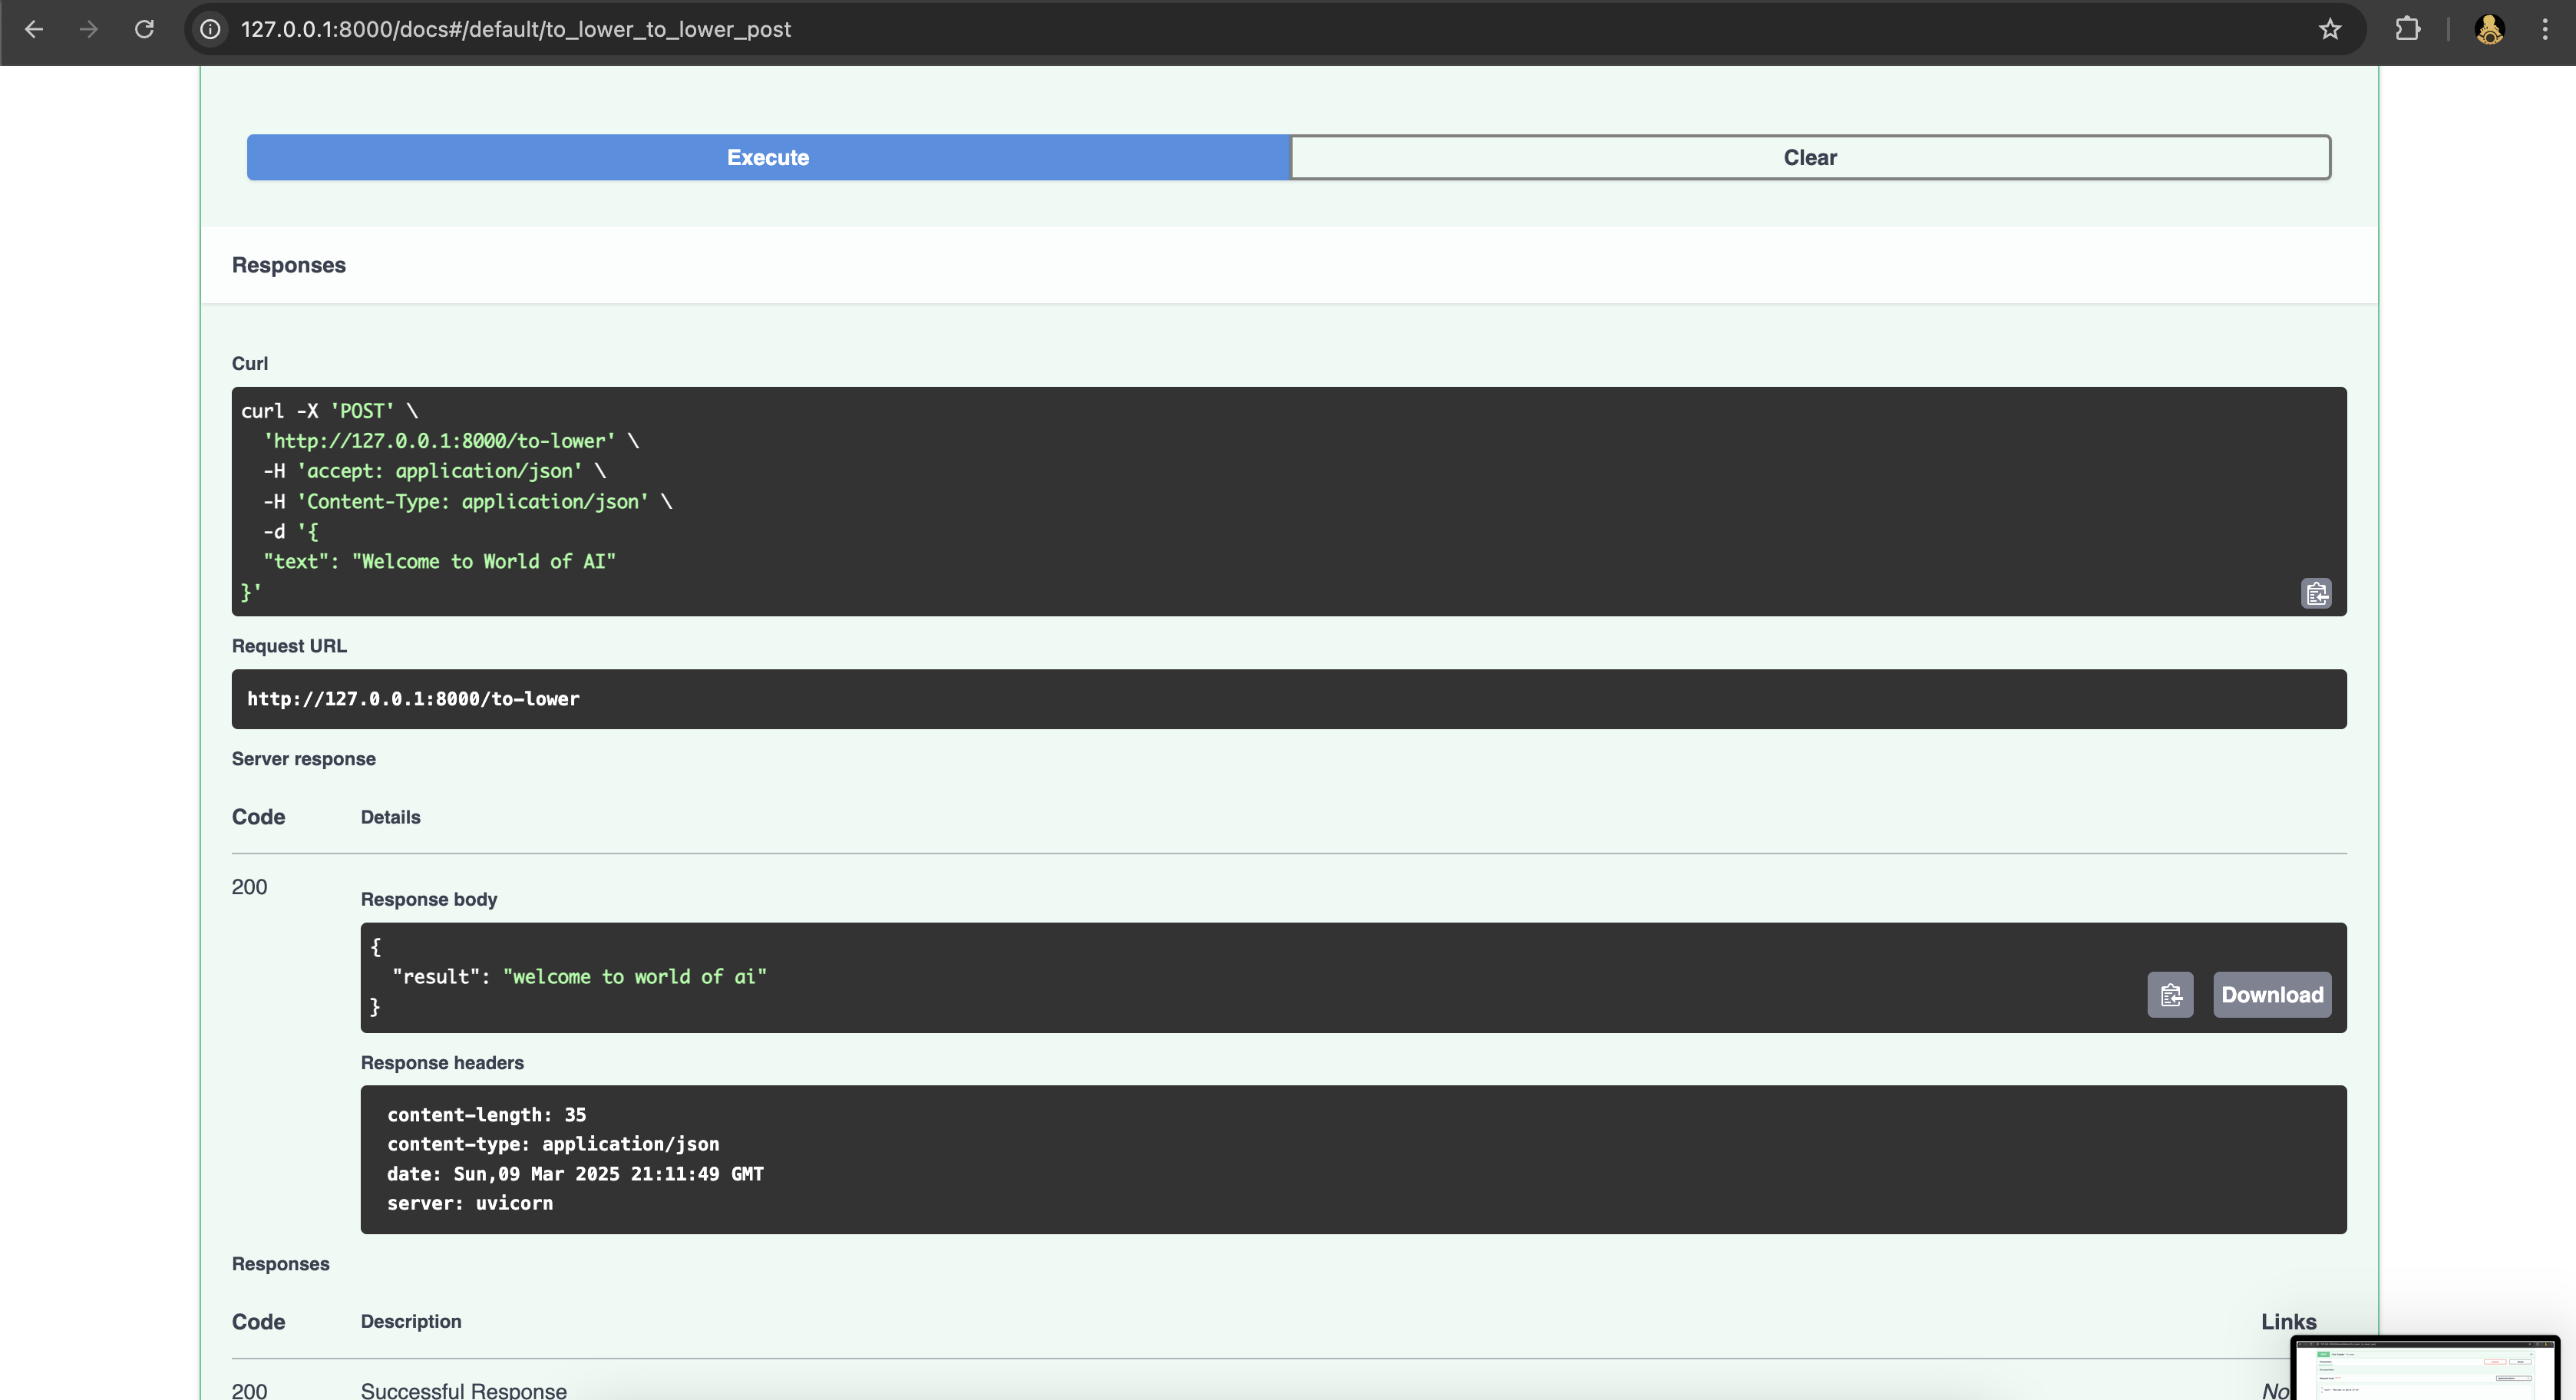 127.0.0.1:8000/docs#/default/to_lower_to_lower_post
Execute
Clear
Responses
Curl
curl -X 'POST' \
'http://127.0.0.1:8000/to-lower' \
-H 'accept: application/json' \
-H 'Content-Type: application/json' \
-d '{
"text": "Welcome to World of AI"
}'
Request URL
http://127.0.0.1:8000/to-lower
Server response
Code Details
200
Response body
{
"result": "welcome to world of ai"
}
Download
Response headers
content-length: 35
content-type: application/json
date: Sun,09 Mar 2025 21:11:49 GMT
server: uvicorn
Responses
Code Description Links
200 Successful Response No